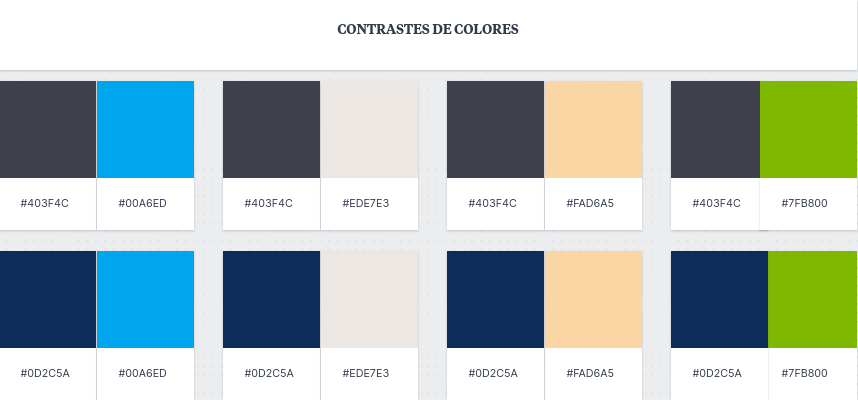 CONTRASTES DE COLORES
#403F4C #00A6ED #403F4C #EDE7E3 #403F4C #FAD6A5 #403F4C #7FB800
#0D2C5A #00A6ED #0D2C5A #EDE7E3 #0D2C5A #FAD6A5 #0D2C5A #7FB800